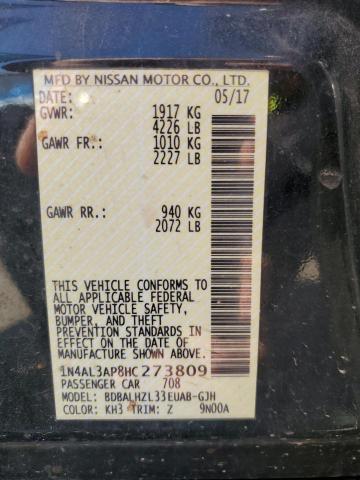 MFD BY NISSAN MOTOR CO., LTD.
DATE: 05/17
GVWR: 1917 KG
4226 LB
GAWR FR.: 1010 KG
2227 LB
GAWR RR.: 940 KG
2072 LB
THIS VEHICLE CONFORMS TO
ALL APPLICABLE FEDERAL
MOTOR VEHICLE SAFETY,
BUMPER, AND THEFT
PREVENTION STANDARDS IN
EFFECT ON THE DATE OF
MANUFACTURE SHOWN ABOVE.
1N4AL3AP8HC273809
PASSENGER CAR 708
MODEL: BDBALHZL33EUAB-GJH
COLOR: KH3 TRIM: Z 9N00A